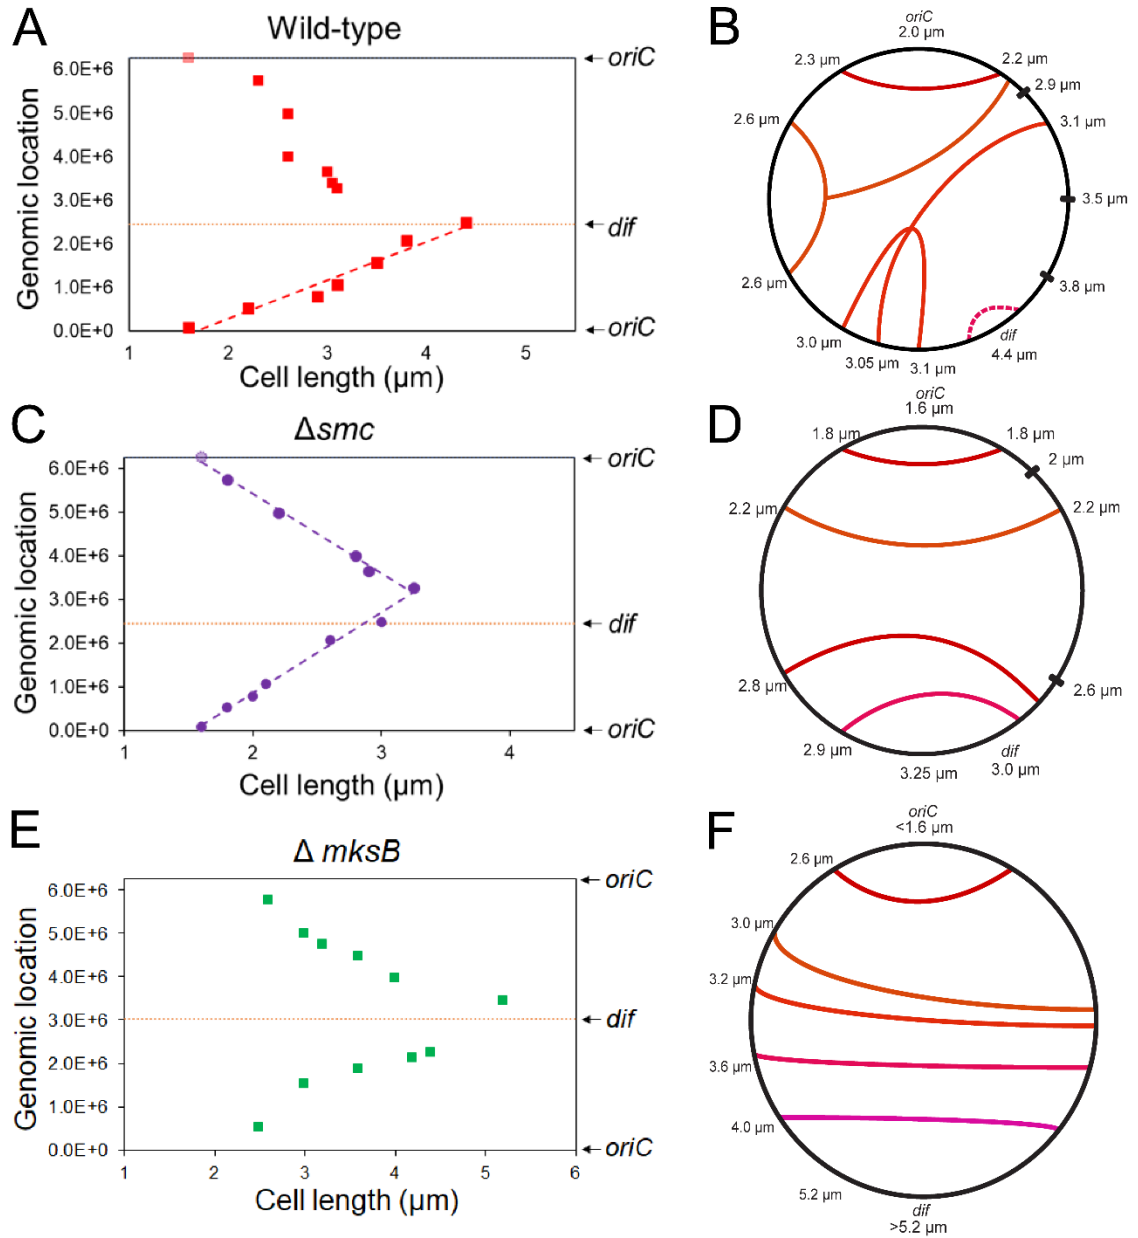 A
Wild-type
Genomic location
6.0E+6
5.0E+6
4.0E+6
3.0E+6
2.0E+6
1.0E+6
0.0E+0
oriC
dif
oriC
1
2
3
4
5
Cell length (µm)
B
oriC
2.0 µm
2.3 µm
2.2 µm
2.9 µm
2.6 µm
3.1 µm
3.5 µm
2.6 µm
3.8 µm
3.0 µm
3.05 µm
3.1 µm
dif
4.4 µm
C
Δsmc
Genomic location
6.0E+6
5.0E+6
4.0E+6
3.0E+6
2.0E+6
1.0E+6
0.0E+0
oriC
dif
oriC
1
2
3
4
Cell length (µm)
D
oriC
1.6 µm
1.8 µm
1.8 µm
2 µm
2.2 µm
2.2 µm
2.8 µm
2.6 µm
2.9 µm
3.25 µm
dif
3.0 µm
E
Δ mksB
Genomic location
6.0E+6
5.0E+6
4.0E+6
3.0E+6
2.0E+6
1.0E+6
0.0E+0
oriC
dif
oriC
1
2
3
4
5
6
Cell length (µm)
F
oriC
<1.6 µm
2.6 µm
3.0 µm
3.2 µm
3.6 µm
4.0 µm
5.2 µm
dif
>5.2 µm